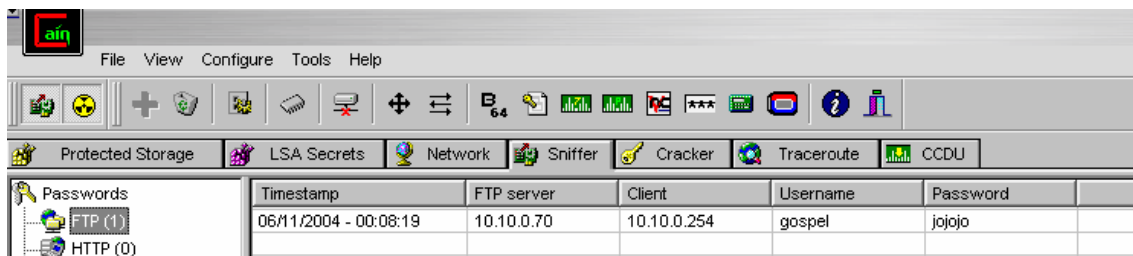 aín
File View Configure Tools Help
B64
***
Protected Storage LSA Secrets Network Sniffer Cracker Traceroute CCDU
Passwords Timestamp FTP server Client Username Password
FTP (1) 06/11/2004 - 00:08:19 10.10.0.70 10.10.0.254 gospel jojojo
HTTP (0)